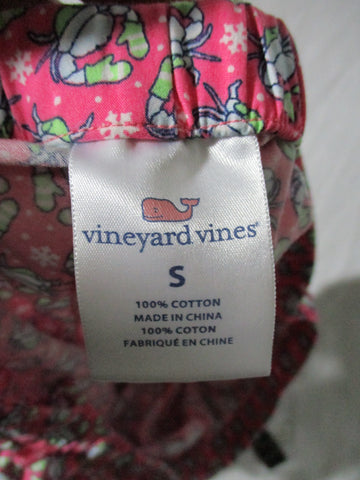 vineyard vines®
S
100% COTTON
MADE IN CHINA
100% COTON
FABRIQUÉ EN CHINE